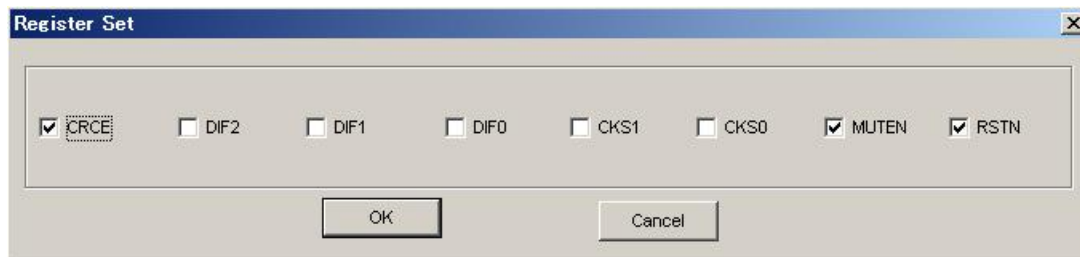 Register Set
CRCE DIF2 DIF1 DIF0 CKS1 CKS0 MUTEN RSTN
OK Cancel